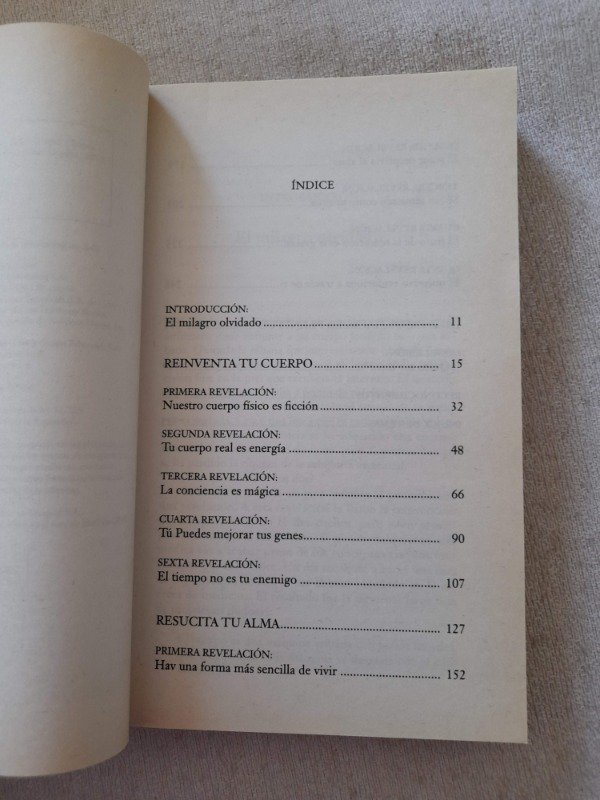 ÍNDICE
INTRODUCCIÓN:
El milagro olvidado ........................................................ 11
REINVENTA TU CUERPO ........................................ 15
PRIMERA REVELACIÓN:
Nuestro cuerpo físico es ficción ........................................ 32
SEGUNDA REVELACIÓN:
Tu cuerpo real es energía .................................................. 48
TERCERA REVELACIÓN:
La conciencia es mágica .................................................... 66
CUARTA REVELACIÓN:
Tú Puedes mejorar tus genes.............................................. 90
SEXTA REVELACIÓN:
El tiempo no es tu enemigo .............................................. 107
RESUCITA TU ALMA.................................................. 127
PRIMERA REVELACIÓN:
Hay una forma más sencilla de vivir .................................. 152